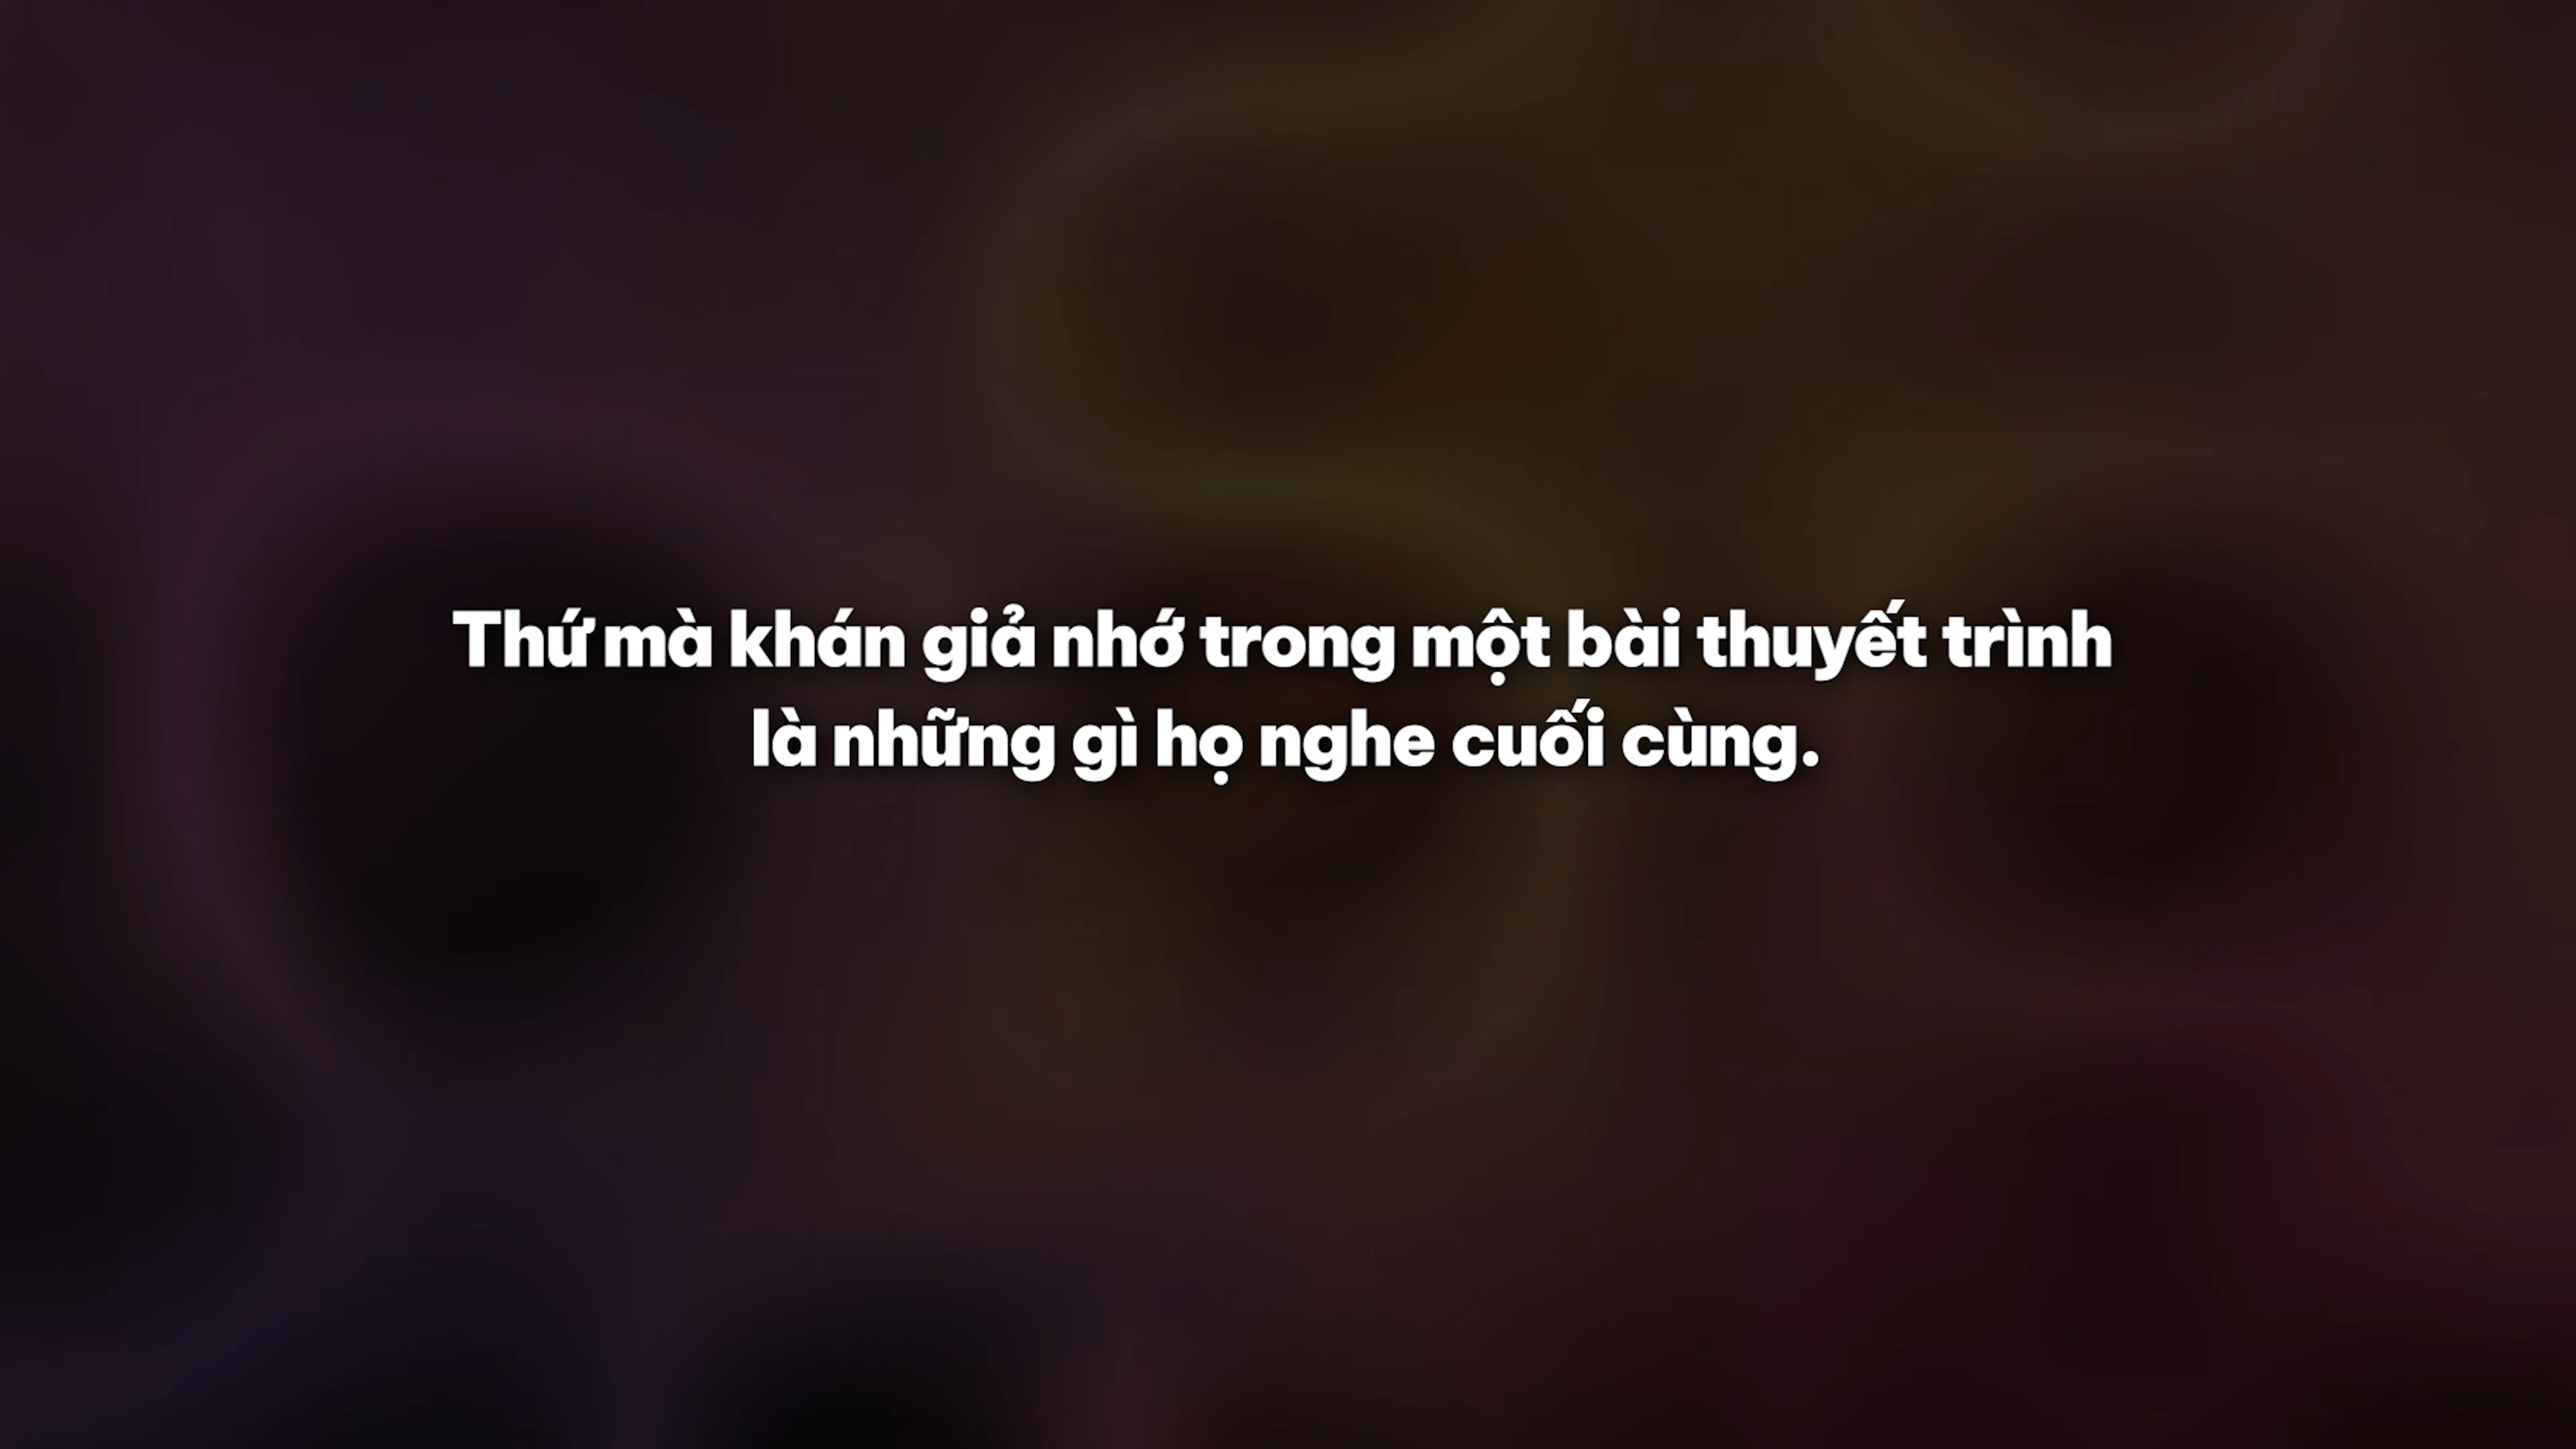 Thứ mà khán giả nhớ trong một bài thuyết trình
là những gì họ nghe cuối cùng.